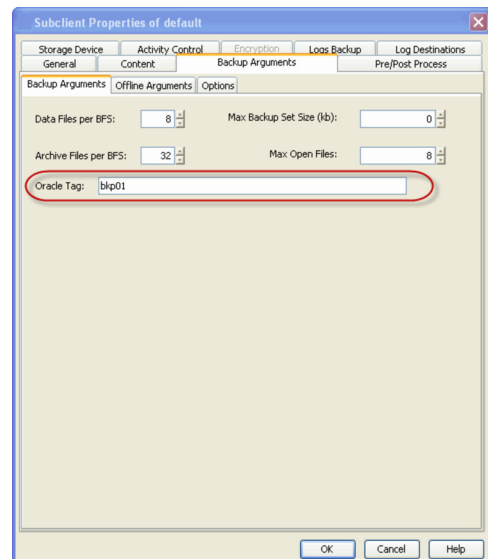 Subclient Properties of default
Storage Device Activity Control Encryption Logs Backup Log Destinations
General Content Backup Arguments Pre/Post Process
Backup Arguments Offline Arguments Options
Data Files per BFS: 8 Max Backup Set Size (kb): 0
Archive Files per BFS: 32 Max Open Files: 8
Oracle Tag: bkp01
OK Cancel Help